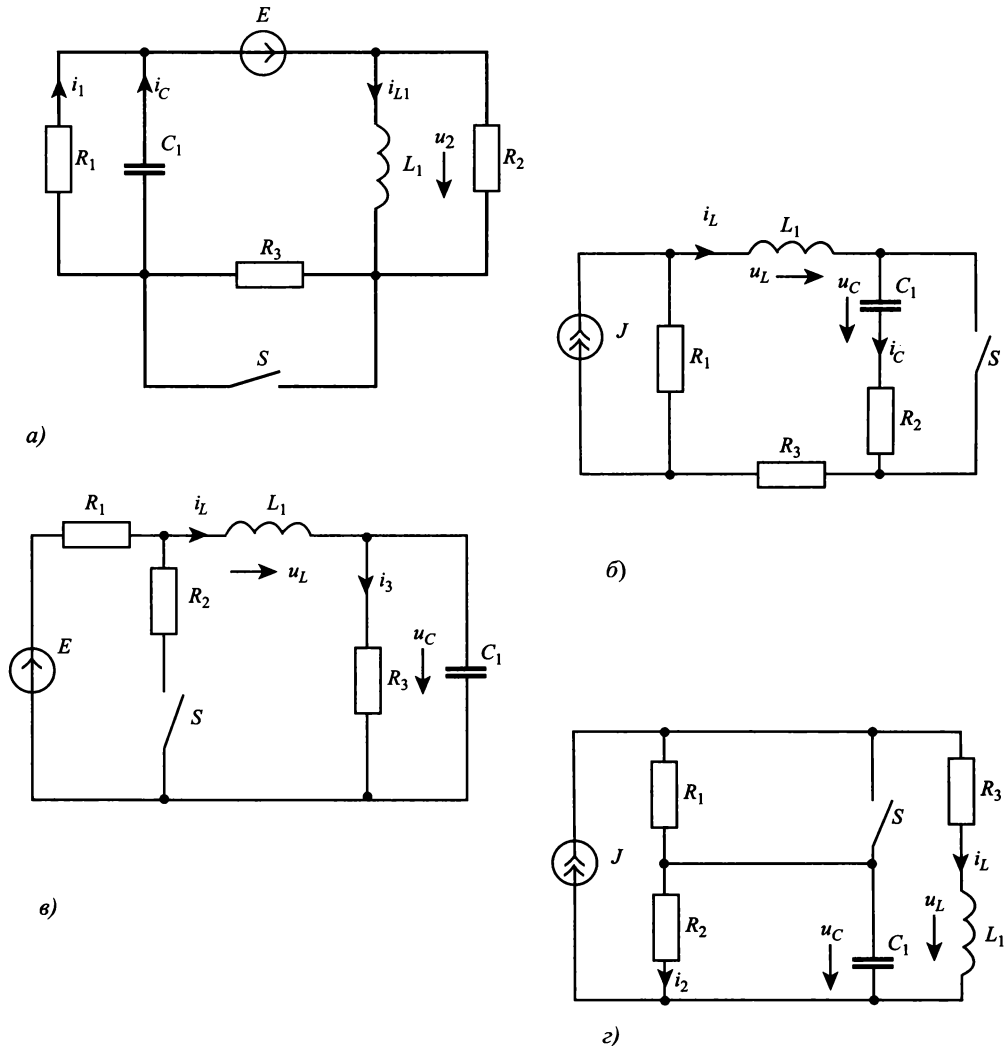 E
i1 iC iL1
R1 C1 L1 u2 R2
R3
S
а)
iL L1
uL uC C1
J R1 iC S
R2
R3
б)
R1 iL L1
uL i3
R2
E uC C1
R3
S
в)
R1 R3
S
J iL
uL
R2 uC C1 L1
i2
г)